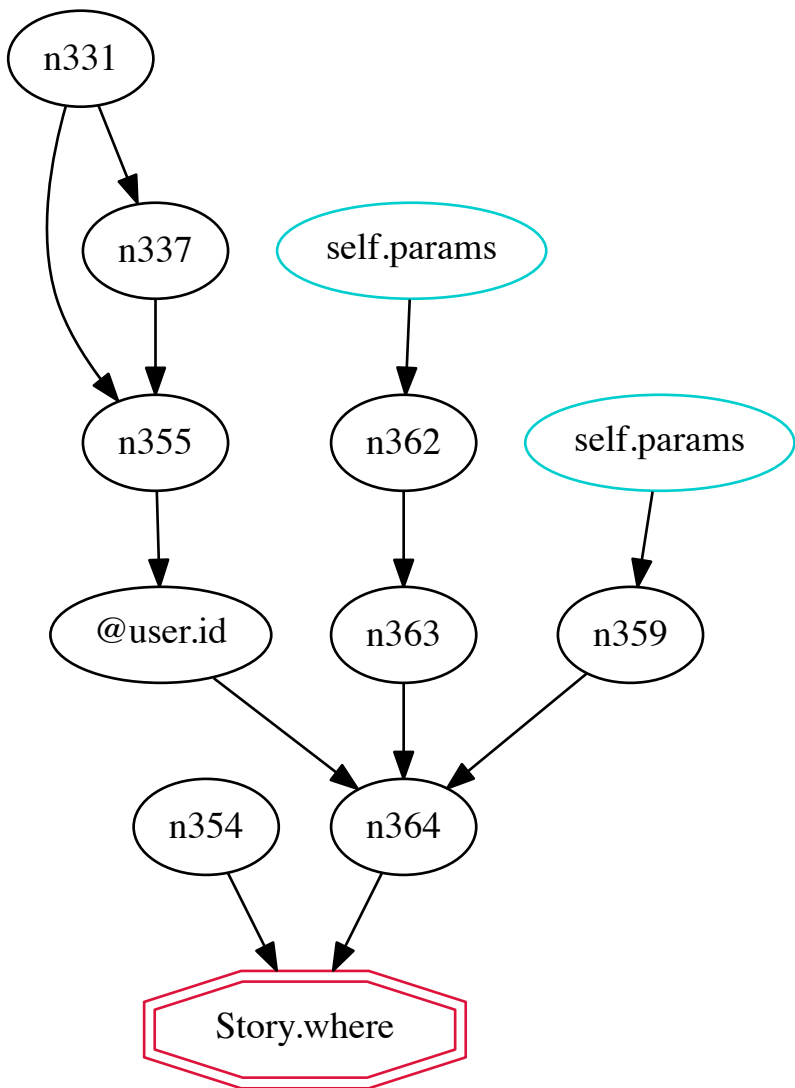 n331
n337
self.params
n355
n362
self.params
@user.id
n363
n359
n354
n364
Story.where